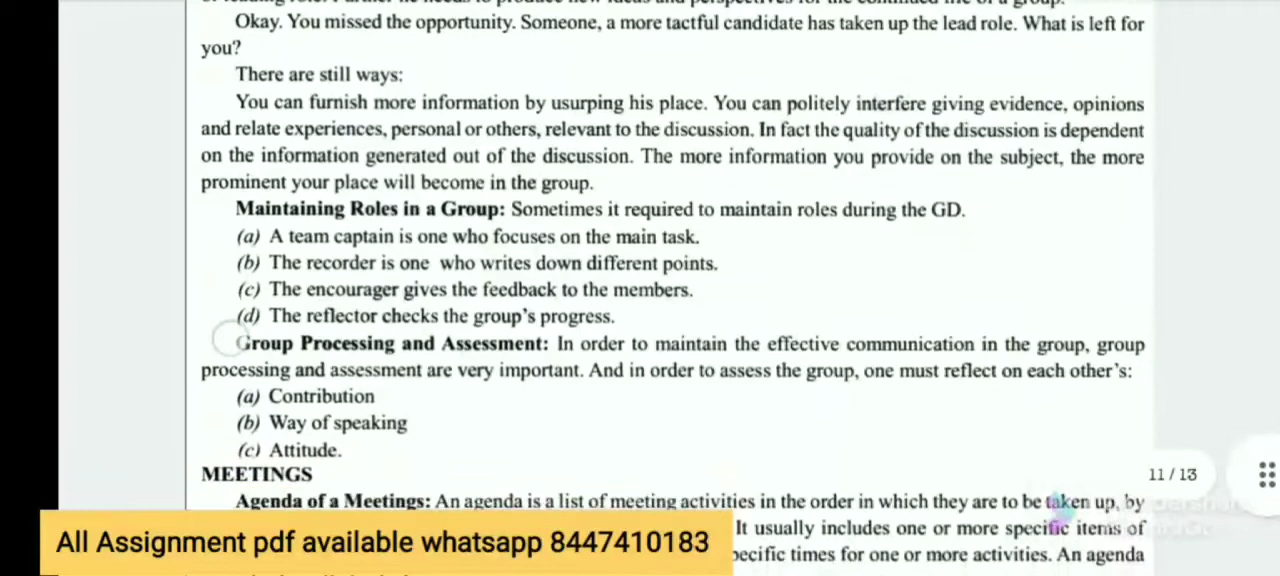 Okay. You missed the opportunity. Someone, a more tactful candidate has taken up the lead role. What is left for
you?
There are still ways:
You can furnish more information by usurping his place. You can politely interfere giving evidence, opinions
and relate experiences, personal or others, relevant to the discussion. In fact the quality of the discussion is dependent
on the information generated out of the discussion. The more information you provide on the subject, the more
prominent your place will become in the group.
Maintaining Roles in a Group: Sometimes it required to maintain roles during the GD.
(a) A team captain is one who focuses on the main task.
(b) The recorder is one who writes down different points.
(c) The encourager gives the feedback to the members.
(d) The reflector checks the group's progress.
Group Processing and Assessment: In order to maintain the effective communication in the group, group
processing and assessment are very important. And in order to assess the group, one must reflect on each other's:
(a) Contribution
(b) Way of speaking
(c) Attitude.
MEETINGS
11 / 13
Agenda of a Meetings: An agenda is a list of meeting activities in the order in which they are to be taken up, by
It usually includes one or more specific items of
specific times for one or more activities. An agenda
All Assignment pdf available whatsapp 8447410183